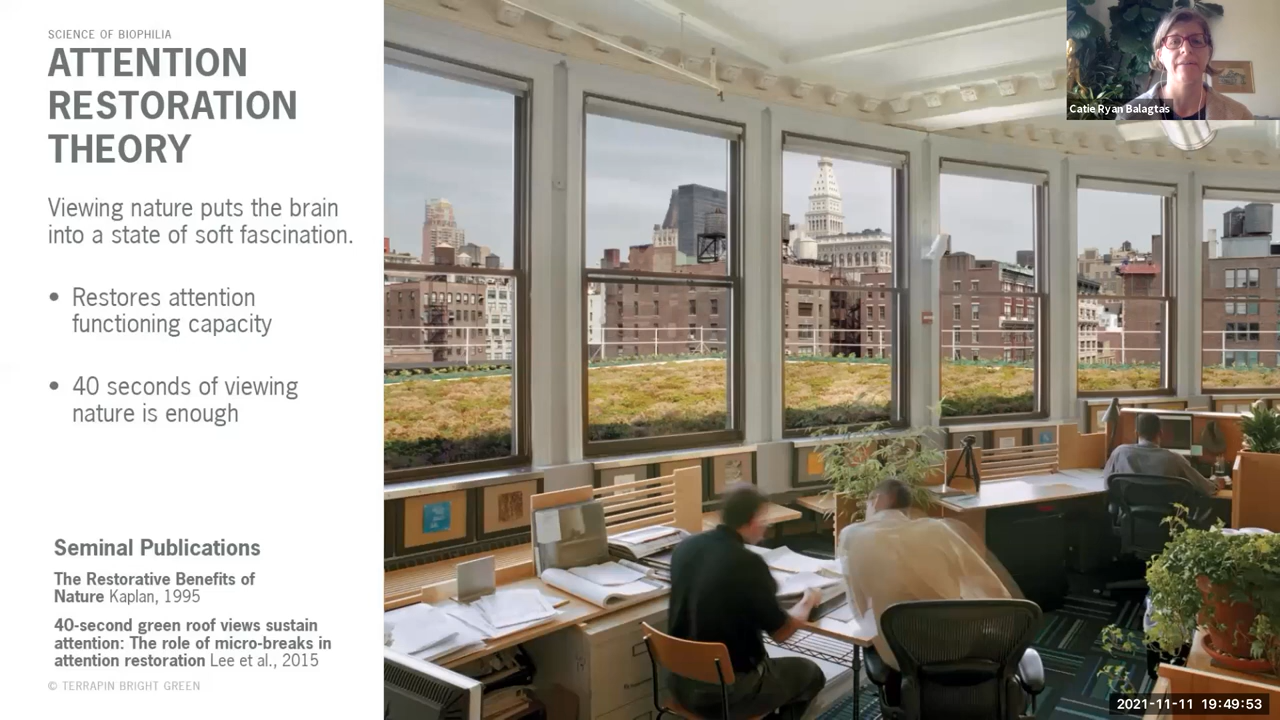 SCIENCE OF BIOPHILIA
ATTENTION
RESTORATION
THEORY
Viewing nature puts the brain
into a state of soft fascination.
• Restores attention
functioning capacity
• 40 seconds of viewing
nature is enough
Seminal Publications
The Restorative Benefits of
Nature Kaplan, 1995
40-second green roof views sustain
attention: The role of micro-breaks in
attention restoration Lee et al., 2015
© TERRAPIN BRIGHT GREEN
Catie Ryan Balagtas
2021-11-11 19:49:53